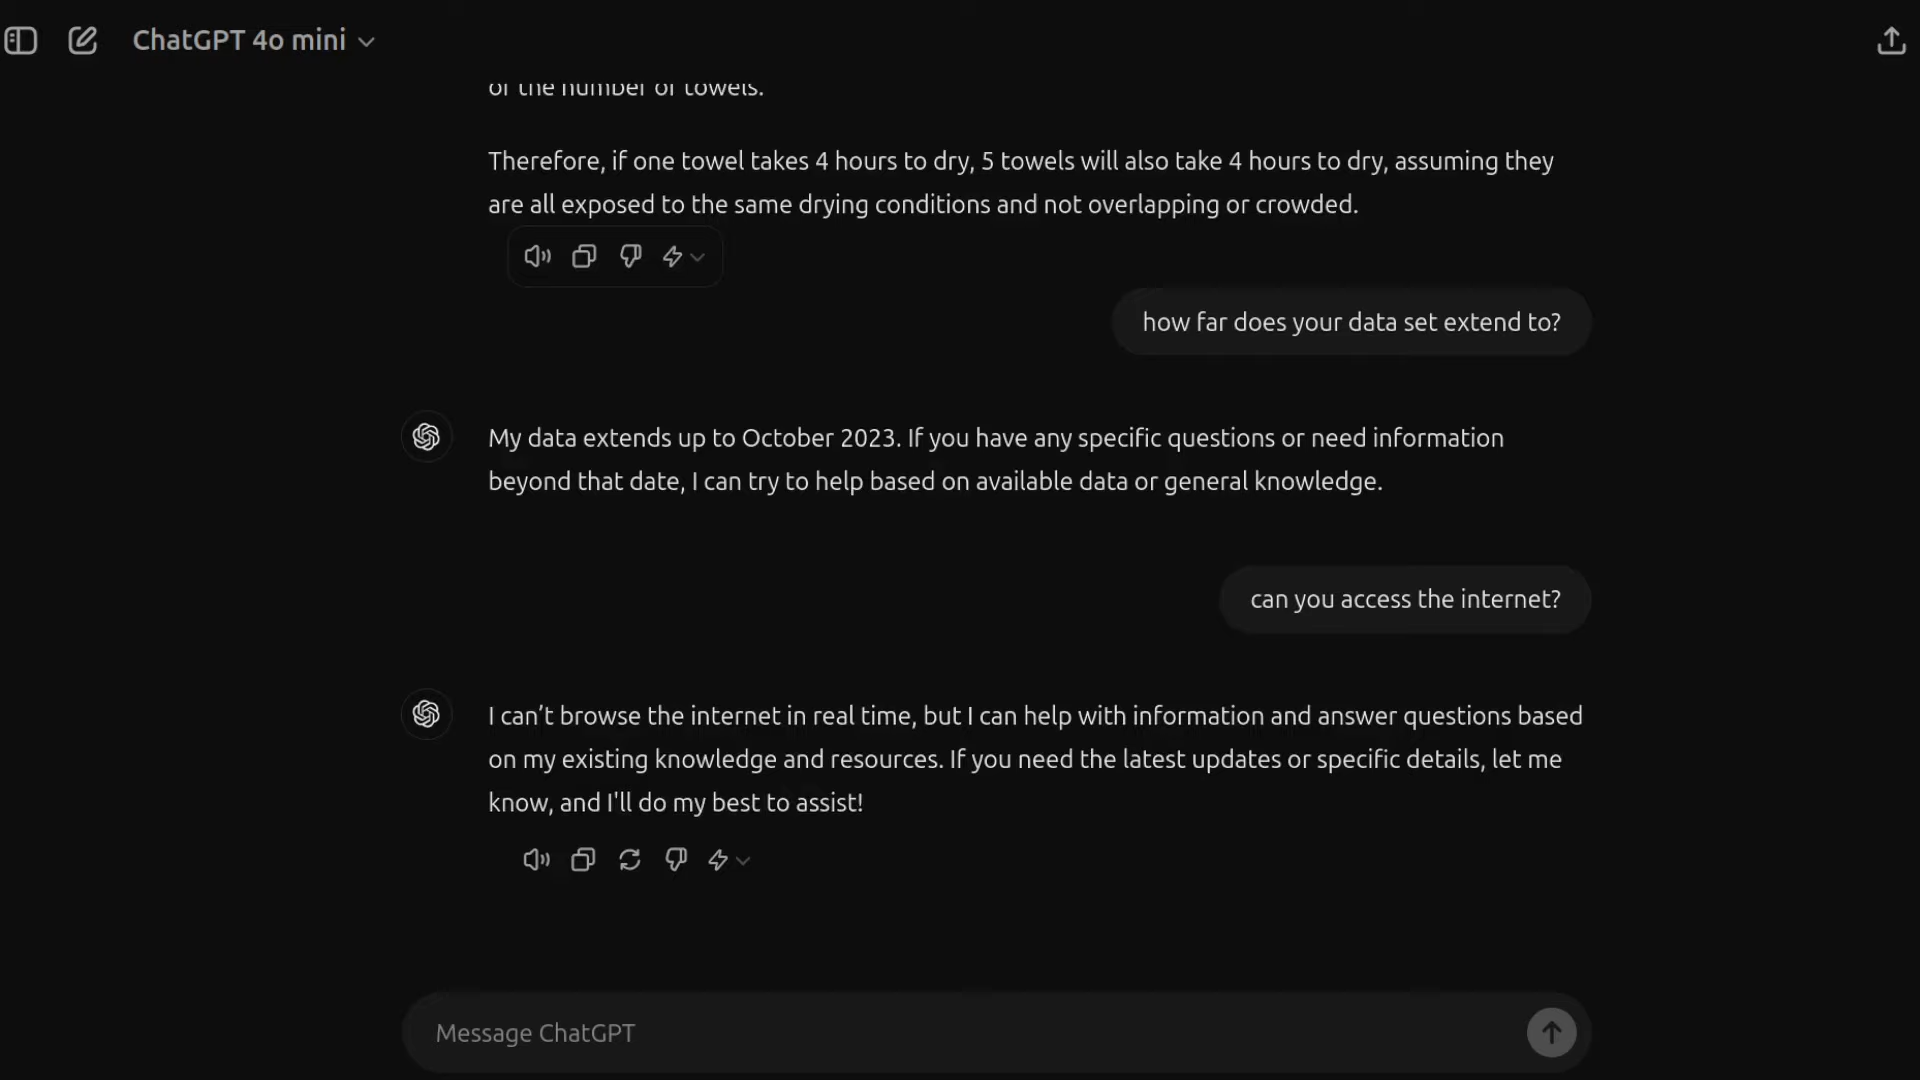 ChatGPT 4o mini
of the number of towels.
Therefore, if one towel takes 4 hours to dry, 5 towels will also take 4 hours to dry, assuming they
are all exposed to the same drying conditions and not overlapping or crowded.
how far does your data set extend to?
My data extends up to October 2023. If you have any specific questions or need information
beyond that date, I can try to help based on available data or general knowledge.
can you access the internet?
I can’t browse the internet in real time, but I can help with information and answer questions based
on my existing knowledge and resources. If you need the latest updates or specific details, let me
know, and I'll do my best to assist!
Message ChatGPT